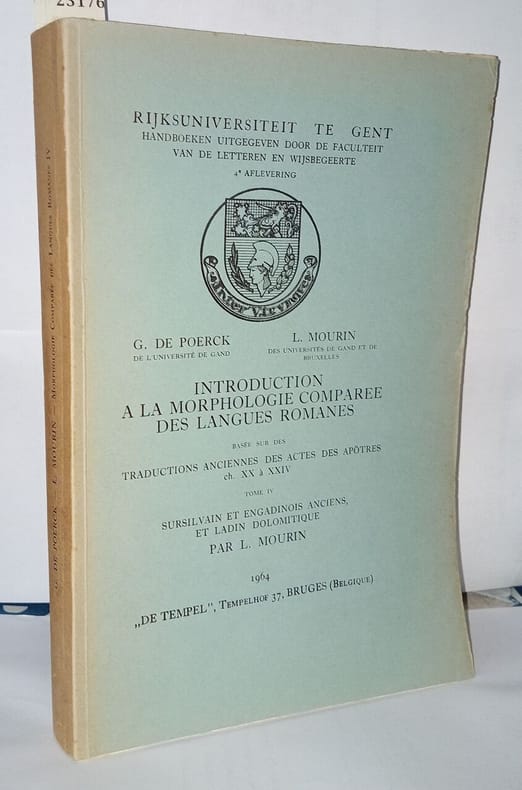 23176
RIJKSUNIVERSITEIT TE GENT
HANDBOEKEN UITGEGEVEN DOOR DE FACULTEIT
VAN DE LETTEREN EN WIJSBEGEERTE
4e AFLEVERING
Inter Utrumque
G. DE POERCK
DE L'UNIVERSITÉ DE GAND
L. MOURIN
DES UNIVERSITÉS DE GAND ET DE
BRUXELLES
INTRODUCTION
A LA MORPHOLOGIE COMPAREE
DES LANGUES ROMANES
BASÉE SUR DES
TRADUCTIONS ANCIENNES DES ACTES DES APÔTRES
ch. XX à XXIV
TOME IV
SURSILVAIN ET ENGADINOIS ANCIENS,
ET LADIN DOLOMITIQUE
PAR L. MOURIN
1964
„DE TEMPEL", TEMPELHOF 37, BRUGES (BELGIQUE)
G. DE POERCK - L. MOURIN — MORPHOLOGIE COMPARÉE DES LANGUES ROMANES IV